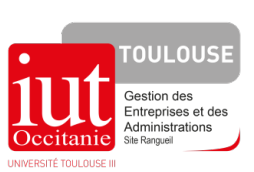 TOULOUSE
iut
Occitanie
Gestion des
Entreprises et des
Administrations
Site Rangueil
UNIVERSITÉ TOULOUSE III